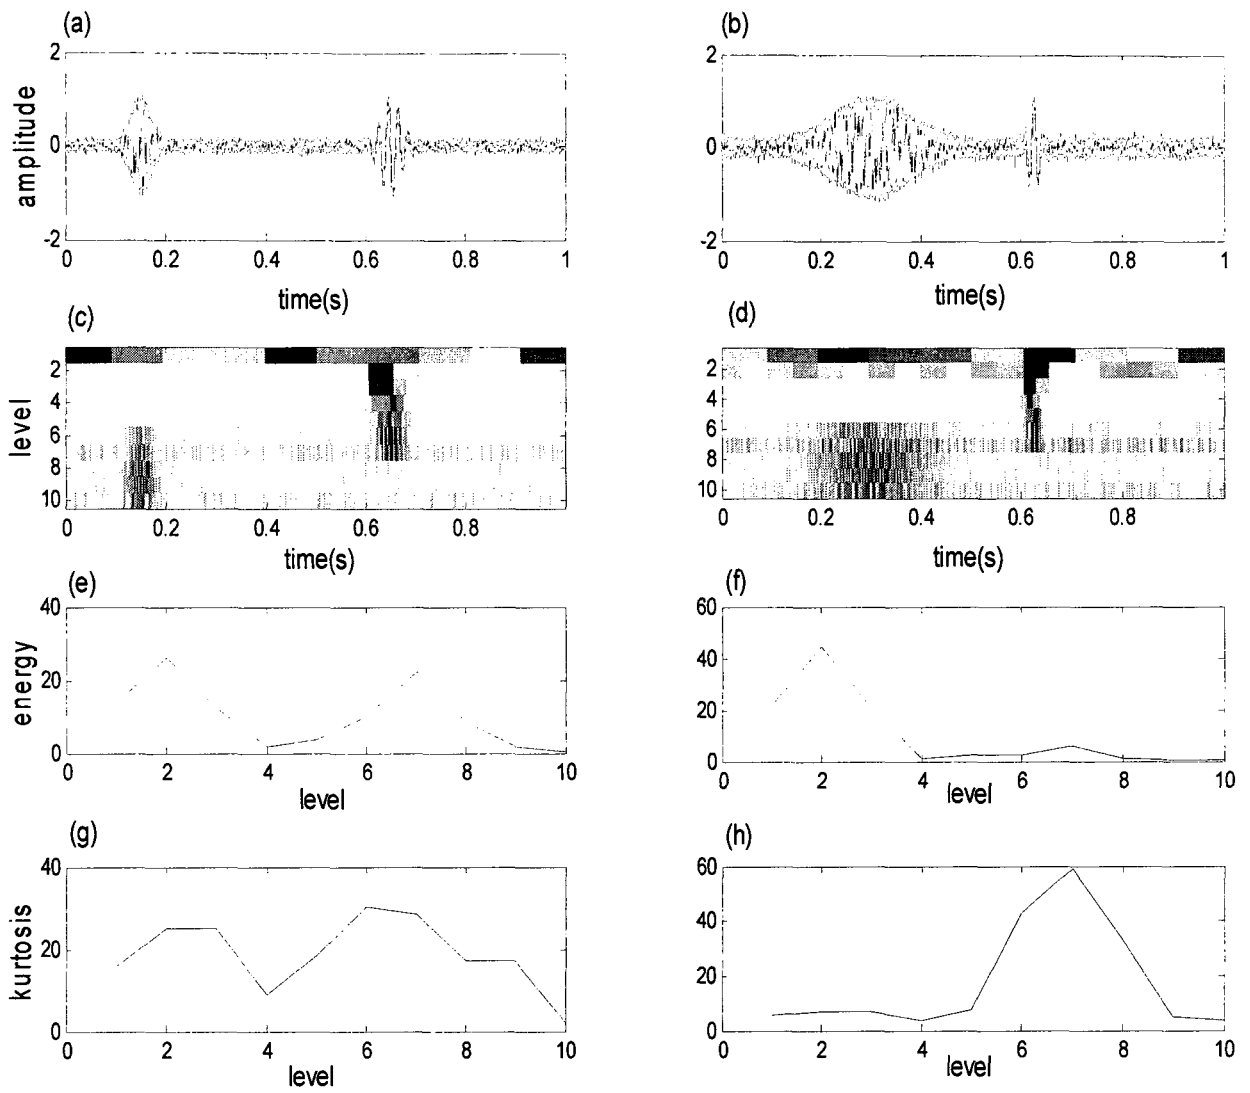 (a)
2
0
-2
amplitude
0 0.2 0.4 0.6 0.8 1
time(s)
(b)
2
0
-2
0 0.2 0.4 0.6 0.8 1
time(s)
(c)
2
4
6
8
10
level
0 0.2 0.4 0.6 0.8
time(s)
(d)
2
4
6
8
10
0 0.2 0.4 0.6 0.8
time(s)
(e)
40
20
0
energy
0 2 4 6 8 10
level
(f)
60
40
20
0
0 2 4 6 8 10
level
(g)
40
20
0
kurtosis
0 2 4 6 8 10
level
(h)
60
40
20
0
0 2 4 6 8 10
level